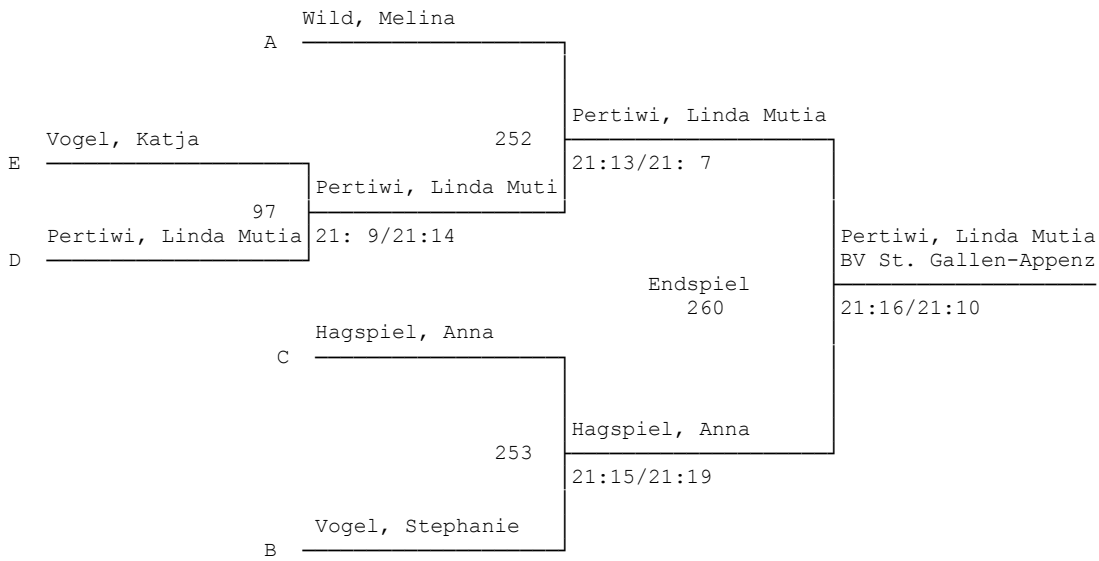 Wild, Melina
A
Pertiwi, Linda Mutia
Vogel, Katja
252
E
21:13/21: 7
Pertiwi, Linda Muti
97
Pertiwi, Linda Mutia
21: 9/21:14
Pertiwi, Linda Mutia
D
BV St. Gallen-Appenz
Endspiel
260
21:16/21:10
Hagspiel, Anna
C
Hagspiel, Anna
253
21:15/21:19
Vogel, Stephanie
B